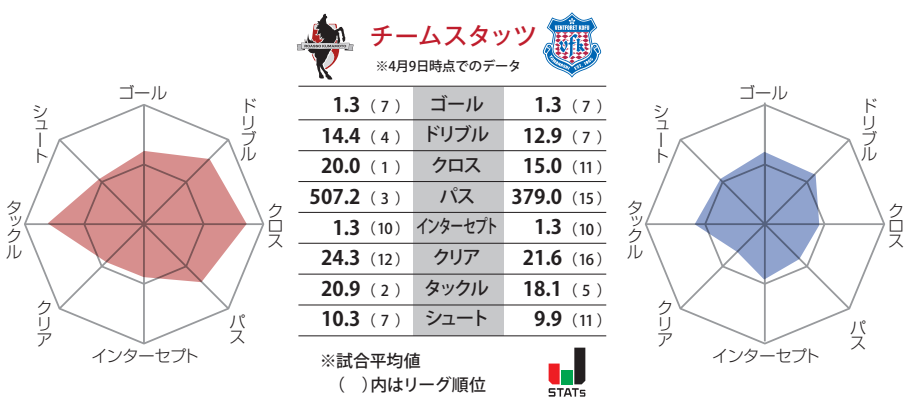 チームスタッツ
※4月9日時点でのデータ
ROASSO KUMAMOTO
VENTFORET KOFU
vfk
ゴール
ドリブル
クロス
パス
インターセプト
クリア
タックル
シュート
1.3 ( 7 ) ゴール 1.3 ( 7 )
14.4 ( 4 ) ドリブル 12.9 ( 7 )
20.0 ( 1 ) クロス 15.0 (11)
507.2 ( 3 ) パス 379.0 (15)
1.3 (10) インターセプト 1.3 (10)
24.3 (12) クリア 21.6 (16)
20.9 ( 2 ) タックル 18.1 ( 5 )
10.3 ( 7 ) シュート 9.9 (11)
ゴール
ドリブル
クロス
パス
インターセプト
クリア
タックル
シュート
※試合平均値
(　)内はリーグ順位
J STATS